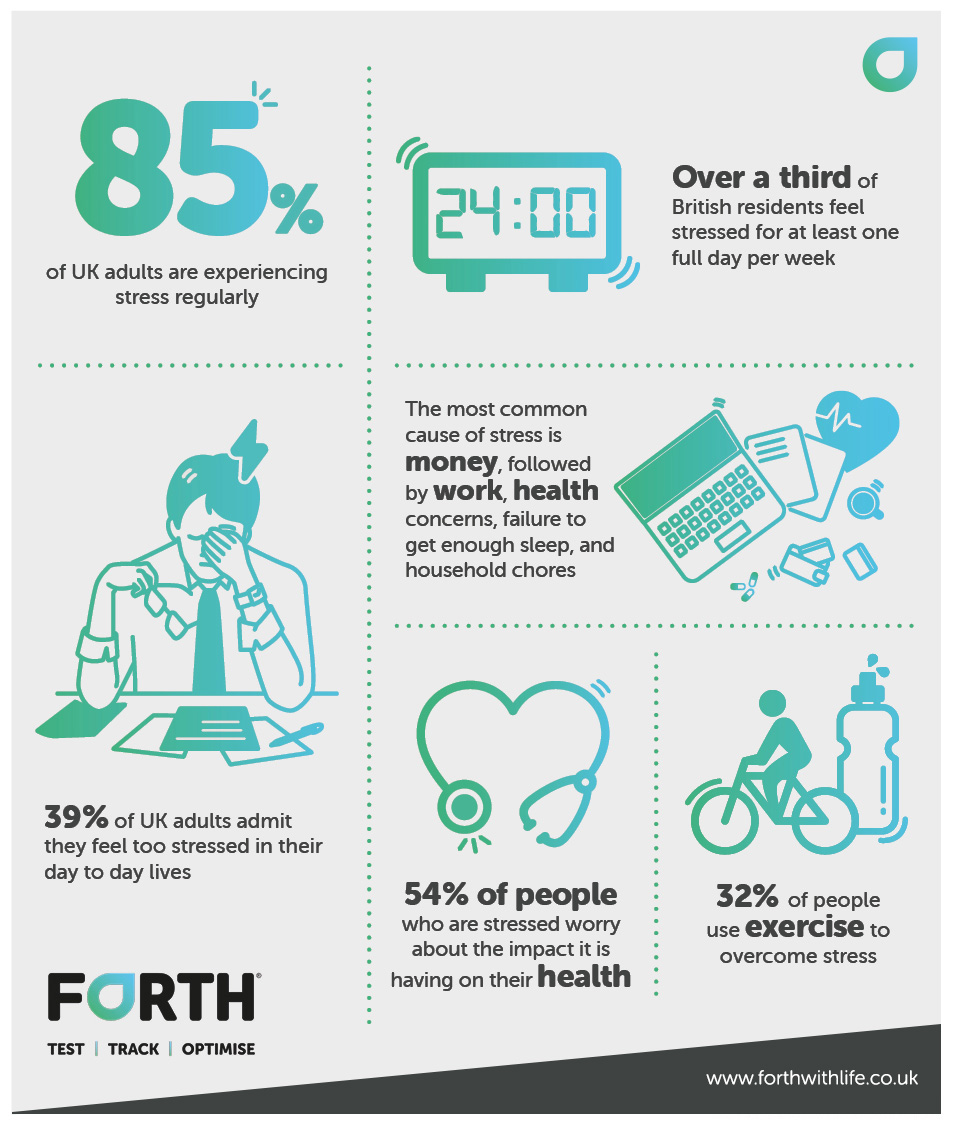 85%
of UK adults are experiencing
stress regularly
24:00
Over a third of
British residents feel
stressed for at least one
full day per week
The most common
cause of stress is
money, followed
by work, health
concerns, failure to
get enough sleep, and
household chores
39% of UK adults admit
they feel too stressed in their
day to day lives
54% of people
who are stressed worry
about the impact it is
having on their health
32% of people
use exercise to
overcome stress
FORTH®
TEST | TRACK | OPTIMISE
www.forthwithlife.co.uk